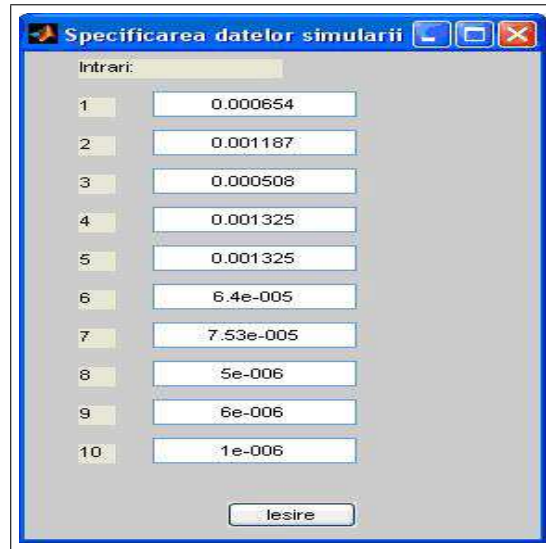 Specificarea datelor simularii
Intrari:
1 0.000654
2 0.001187
3 0.000508
4 0.001325
5 0.001325
6 6.4e-005
7 7.53e-005
8 5e-006
9 6e-006
10 1e-006
Iesire